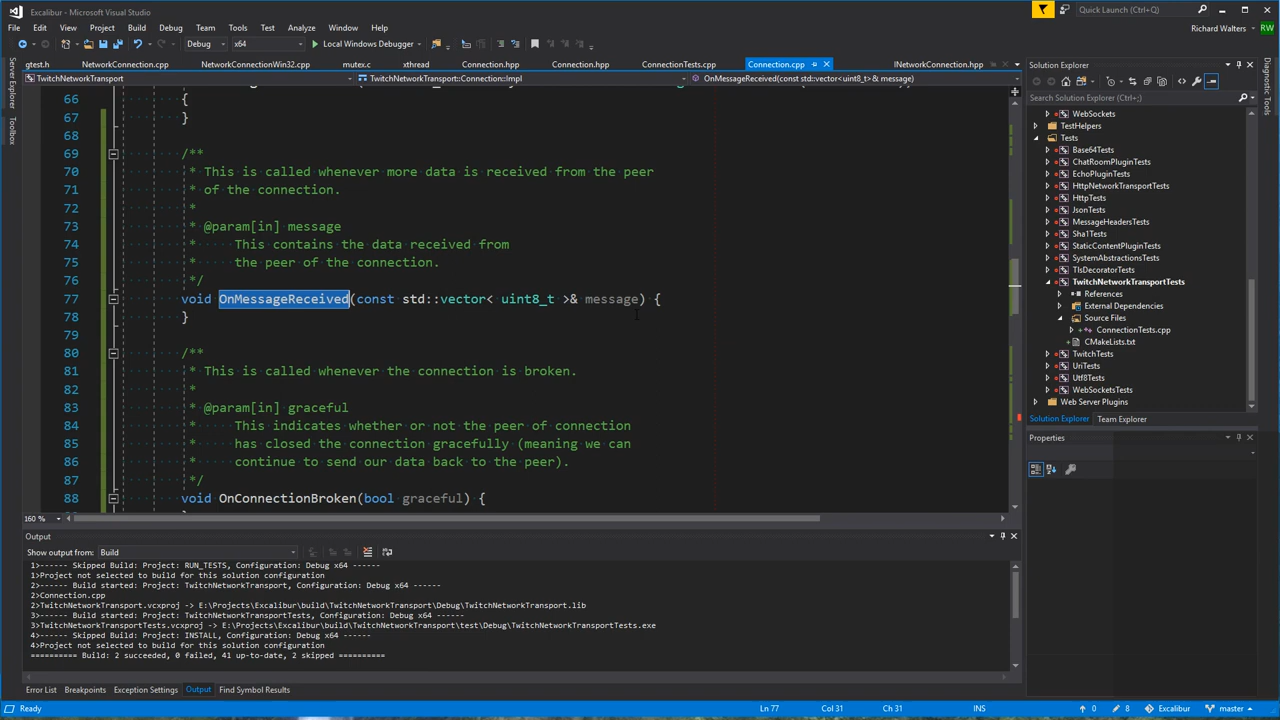 Excalibur - Microsoft Visual Studio
Quick Launch (Ctrl+Q)
File Edit View Project Build Debug Team Tools Test Analyze Window Help
Richard Walters RW
Debug x64 Local Windows Debugger
gtest.h NetworkConnection.cpp NetworkConnectionWin32.cpp mutex.c xthread Connection.hpp Connection.hpp ConnectionTests.cpp Connection.cpp INetworkConnection.hpp
TwitchNetworkTransport TwitchNetworkTransport::Connection::Impl OnMessageReceived(const std::vector<uint8_t>& message)
66 {
67 }
68
69 /**
70 * This is called whenever more data is received from the peer
71 * of the connection.
72 *
73 * @param[in] message
74 * This contains the data received from
75 * the peer of the connection.
76 */
77 void OnMessageReceived(const std::vector< uint8_t >& message) {
78 }
79
80 /**
81 * This is called whenever the connection is broken.
82 *
83 * @param[in] graceful
84 * This indicates whether or not the peer of connection
85 * has closed the connection gracefully (meaning we can
86 * continue to send our data back to the peer).
87 */
88 void OnConnectionBroken(bool graceful) {
160 %
Server Explorer
Toolbox
Solution Explorer
Search Solution Explorer (Ctrl+;)
WebSockets
TestHelpers
Tests
Base64Tests
ChatRoomPluginTests
EchoPluginTests
HttpNetworkTransportTests
HttpTests
JsonTests
MessageHeadersTests
Sha1Tests
StaticContentPluginTests
SystemAbstractionsTests
TlsDecoratorTests
TwitchNetworkTransportTests
References
External Dependencies
Source Files
ConnectionTests.cpp
CMakeLists.txt
TwitchTests
UriTests
Utf8Tests
WebSocketsTests
Web Server Plugins
Solution Explorer Team Explorer
Properties
Diagnostic Tools
Output
Show output from: Build
1>------ Skipped Build: Project: RUN_TESTS, Configuration: Debug x64 ------
1>Project not selected to build for this solution configuration
2>------ Build started: Project: TwitchNetworkTransport, Configuration: Debug x64 ------
2>Connection.cpp
2>TwitchNetworkTransport.vcxproj -> E:\Projects\Excalibur\build\TwitchNetworkTransport\Debug\TwitchNetworkTransport.lib
3>------ Build started: Project: TwitchNetworkTransportTests, Configuration: Debug x64 ------
3>TwitchNetworkTransportTests.vcxproj -> E:\Projects\Excalibur\build\TwitchNetworkTransport\test\Debug\TwitchNetworkTransportTests.exe
4>------ Skipped Build: Project: INSTALL, Configuration: Debug x64 ------
4>Project not selected to build for this solution configuration
========== Build: 2 succeeded, 0 failed, 41 up-to-date, 2 skipped ==========
Error List Breakpoints Exception Settings Output Find Symbol Results
Ready Ln 77 Col 31 Ch 31 INS 0 8 Excalibur master